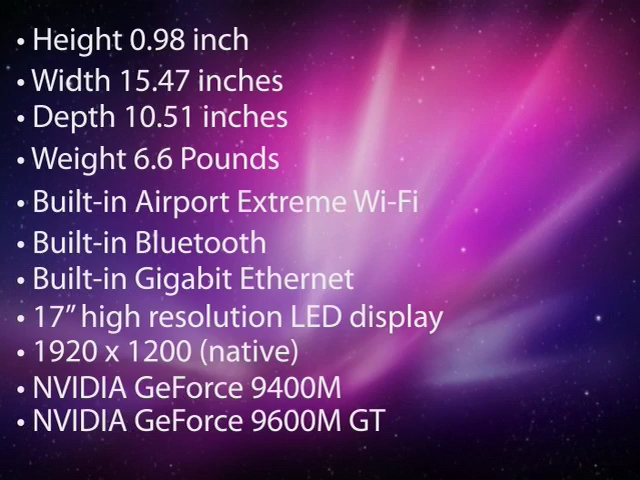 • Height 0.98 inch
• Width 15.47 inches
• Depth 10.51 inches
• Weight 6.6 Pounds
• Built-in Airport Extreme Wi-Fi
• Built-in Bluetooth
• Built-in Gigabit Ethernet
• 17” high resolution LED display
• 1920 x 1200 (native)
• NVIDIA GeForce 9400M
• NVIDIA GeForce 9600M GT